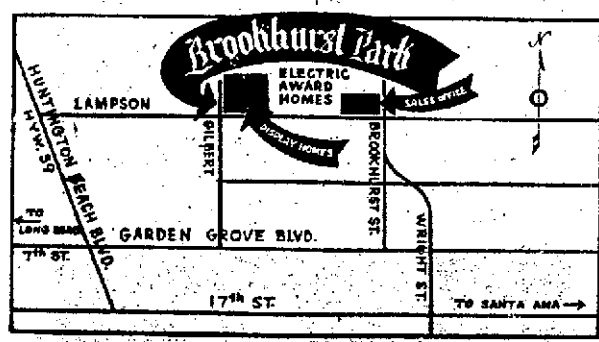 Brookhurst Park
N
ELECTRIC
AWARD
HOMES
SALES OFFICE
LAMPSON
DISPLAY HOMES
GILBERT
BROOKHURST ST.
HUNTINGTON BEACH BLVD.
HYW. 39
TO
LONG BEACH
GARDEN GROVE BLVD.
7th ST.
WRIGHT ST.
17th ST.
TO SANTA ANA